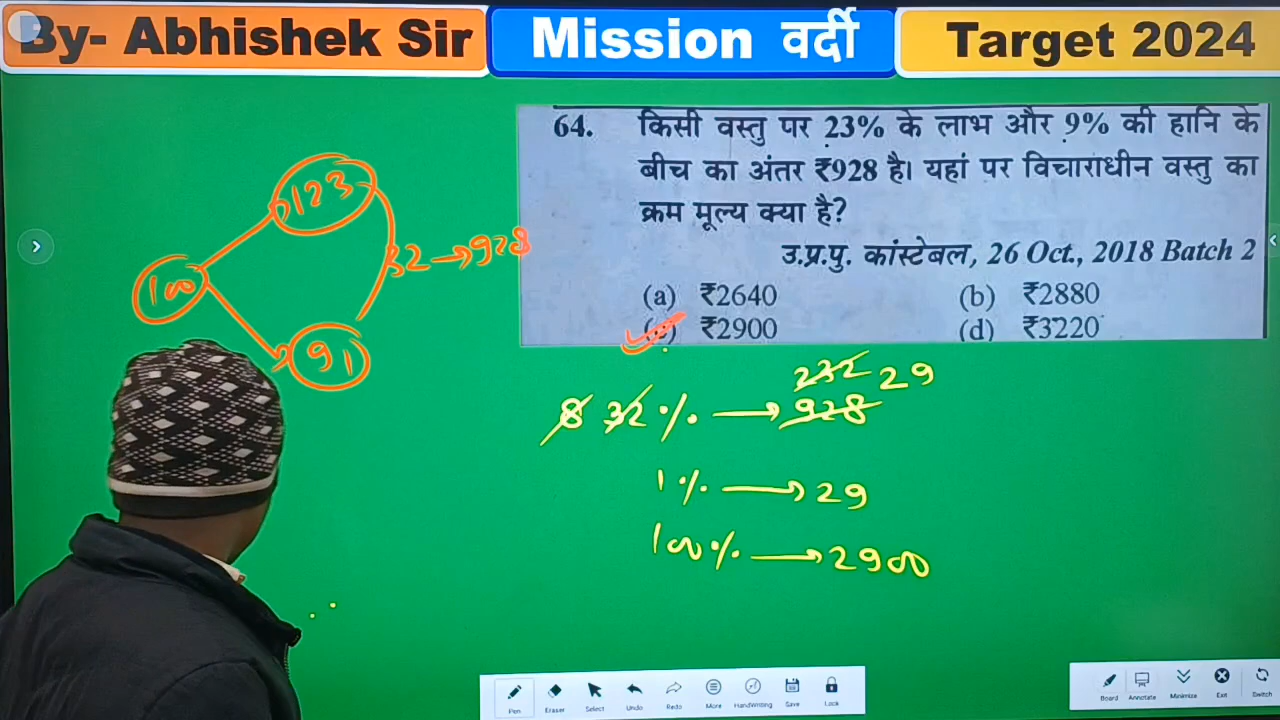 By- Abhishek Sir
Mission वर्दी
Target 2024
64. किसी वस्तु पर 23% के लाभ और 9% की हानि के
बीच का अंतर ₹928 है। यहां पर विचाराधीन वस्तु का
क्रम मूल्य क्या है?
उ.प्र.पु. कांस्टेबल, 26 Oct., 2018 Batch 2
(a) ₹2640 (b) ₹2880
(c) ₹2900 (d) ₹3220
123
100
91
32 → 928
232 29
8 32 % → 928
1 % → 29
100 % → 2900
Pen Eraser Select Undo Redo More HandWriting Save Lock
Board Annotate Minimize Exit Switch